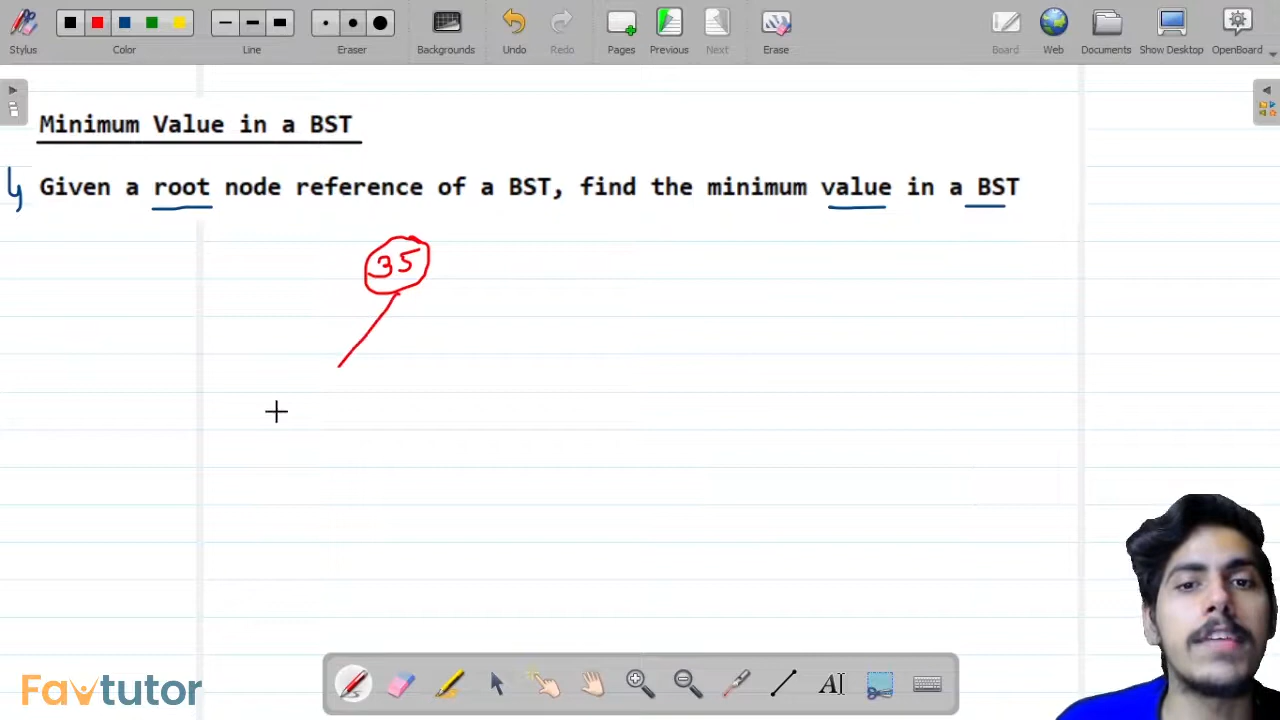 Stylus Color Line Eraser Backgrounds Undo Redo Pages Previous Next Erase Board Web Documents Show Desktop OpenBoard
Minimum Value in a BST
Given a root node reference of a BST, find the minimum value in a BST
35
Favtutor
AI